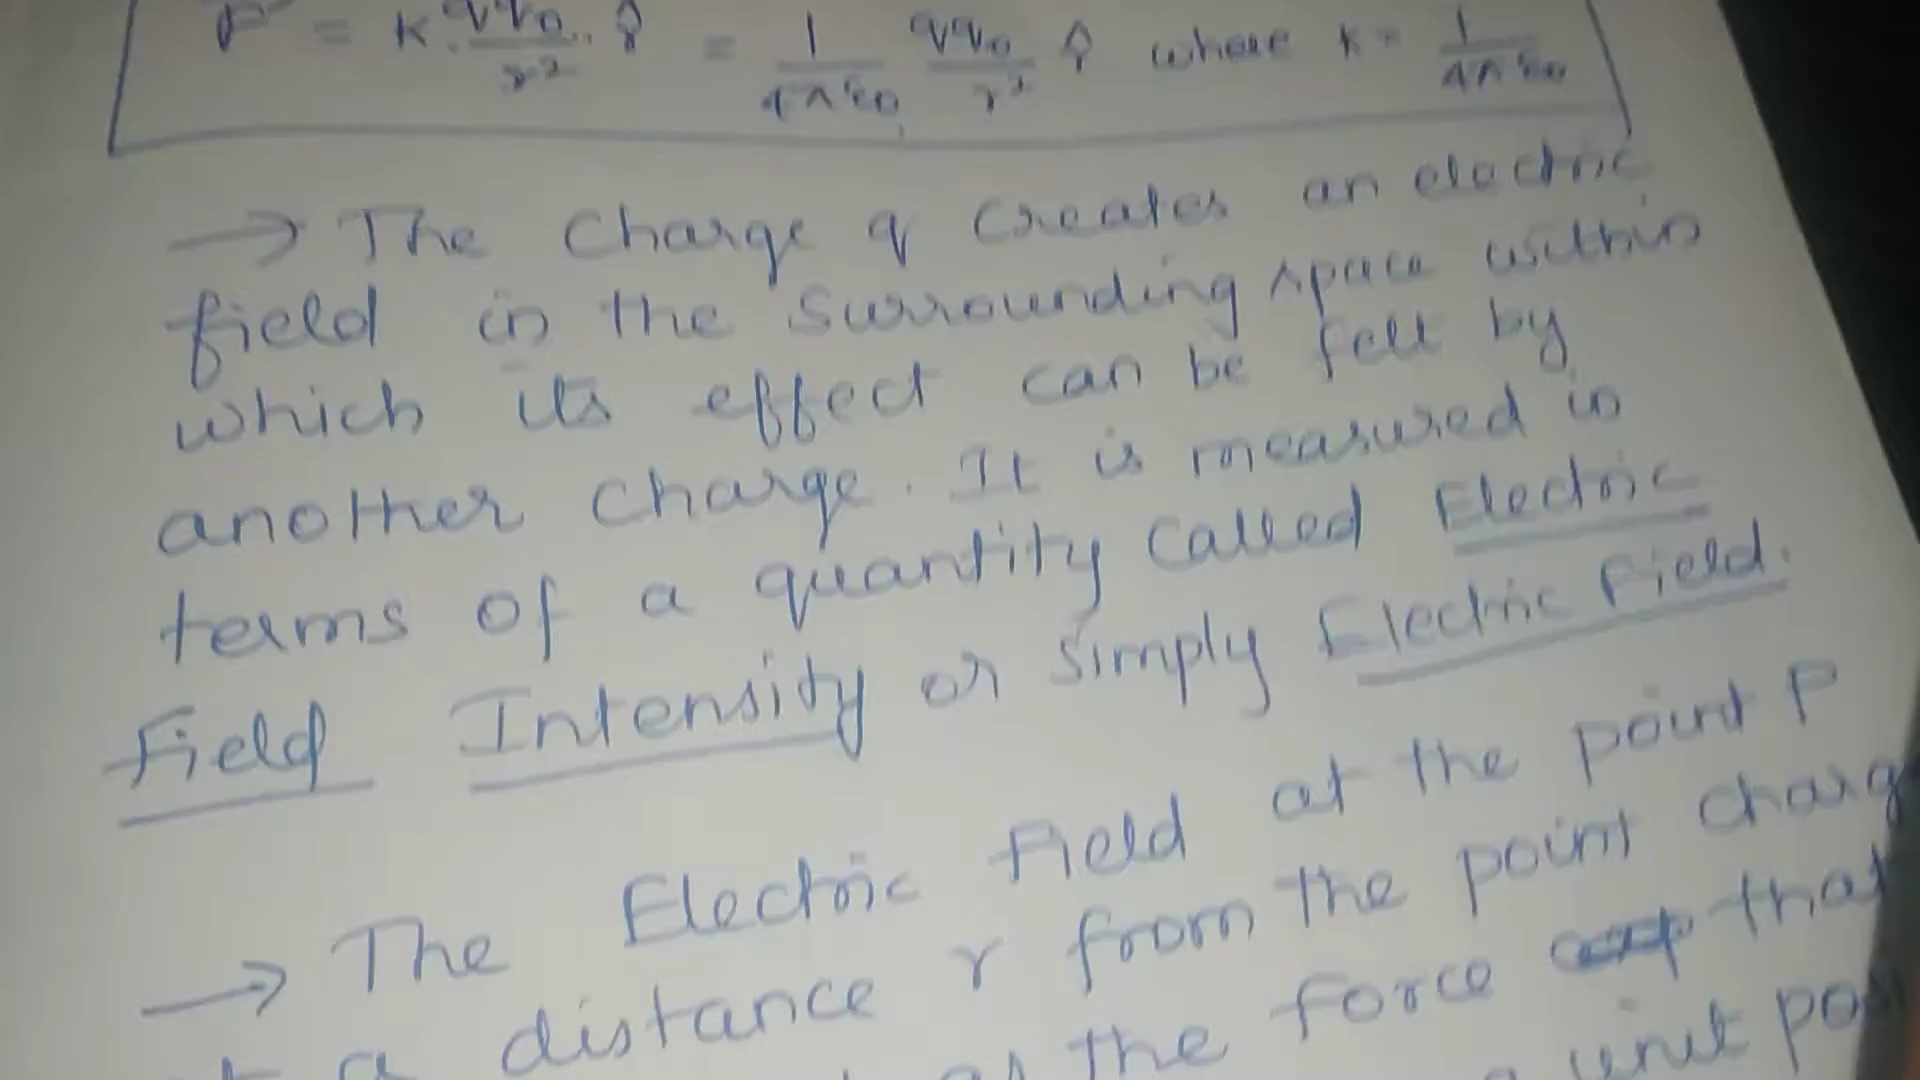 F = K. qq₀/r² r̂ = 1/4πε₀ qq₀/r² r̂ where K = 1/4πε₀
→ The charge q creates an electric
field in the surrounding space within
which its effect can be felt by
another charge. It is measured in
terms of a quantity called Electric
Field Intensity or simply Electric Field.
→ The Electric Field at the point P
at a distance r from the point charg
the force that
unit pos